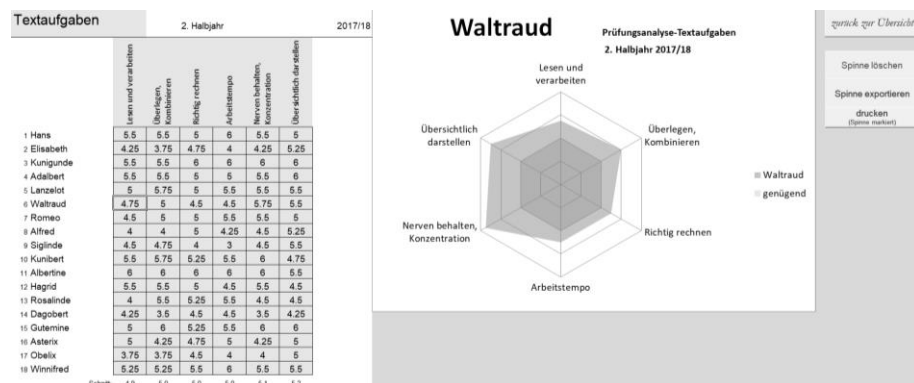 Textaufgaben 2. Halbjahr 2017/18
Lesen und verarbeiten
Überlegen, Kombinieren
Richtig rechnen
Arbeitstempo
Nerven behalten, Konzentration
Übersichtlich darstellen
1 Hans 5.5 5.5 5 6 5.5 5
2 Elisabeth 4.25 3.75 4.75 4 4.25 5.25
3 Kunigunde 5.5 5.5 6 6 6 6
4 Adalbert 5.5 5.5 5 5 5.5 6
5 Lanzelot 5 5.75 5 5.5 5.5 5.5
6 Waltraud 4.75 5 4.5 4.5 5.75 5.5
7 Romeo 4.5 5 5 5.5 5.5 5
8 Alfred 4 4 5 4.25 4.5 5.25
9 Siglinde 4.5 4.75 4 3 4.5 5.5
10 Kunibert 5.5 5.75 5.25 5.5 6 4.75
11 Albertine 6 6 6 6 6 5.5
12 Hagrid 5.5 5.5 5 4.5 5.5 4.5
13 Rosalinde 4 5.5 5.25 5.5 4.5 4.5
14 Dagobert 4.25 3.5 4.5 4.5 3.5 4.25
15 Gutemine 5 6 5.25 5.5 6 6
16 Asterix 5 4.25 4.75 5 4.25 5
17 Obelix 3.75 3.75 4.5 4 4 5
18 Winnifred 5.25 5.25 5.5 6 5.5 5.5
Waltraud
Prüfungsanalyse-Textaufgaben
2. Halbjahr 2017/18
Lesen und
verarbeiten
Überlegen,
Kombinieren
Richtig rechnen
Arbeitstempo
Nerven behalten,
Konzentration
Übersichtlich
darstellen
Waltraud
genügend
zurück zur Übersicht
Spinne löschen
Spinne exportieren
drucken
(Spinne markiert)